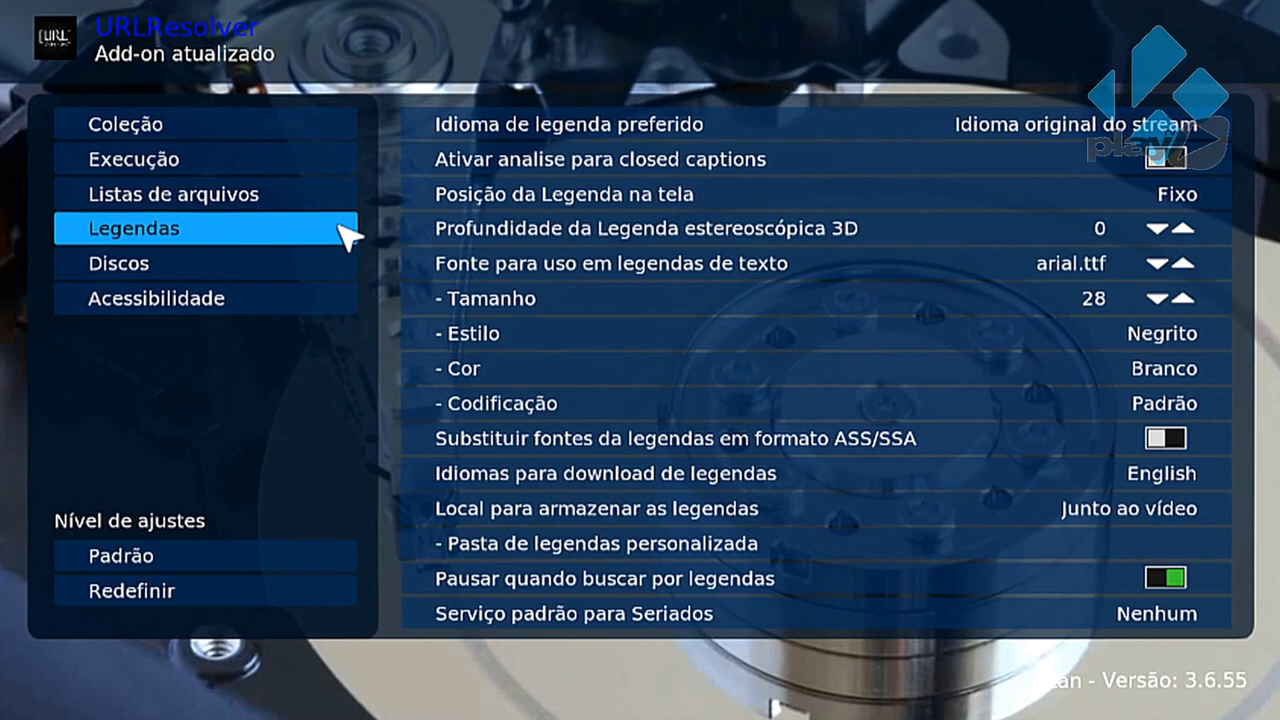 URLResolver
Add-on atualizado
Coleção
Execução
Listas de arquivos
Legendas
Discos
Acessibilidade
Nível de ajustes
Padrão
Redefinir
Idioma de legenda preferido Idioma original do stream
Ativar analise para closed captions
Posição da Legenda na tela Fixo
Profundidade da Legenda estereoscópica 3D 0
Fonte para uso em legendas de texto arial.ttf
- Tamanho 28
- Estilo Negrito
- Cor Branco
- Codificação Padrão
Substituir fontes da legendas em formato ASS/SSA
Idiomas para download de legendas English
Local para armazenar as legendas Junto ao vídeo
- Pasta de legendas personalizada
Pausar quando buscar por legendas
Serviço padrão para Seriados Nenhum
- Versão: 3.6.55
URL
play